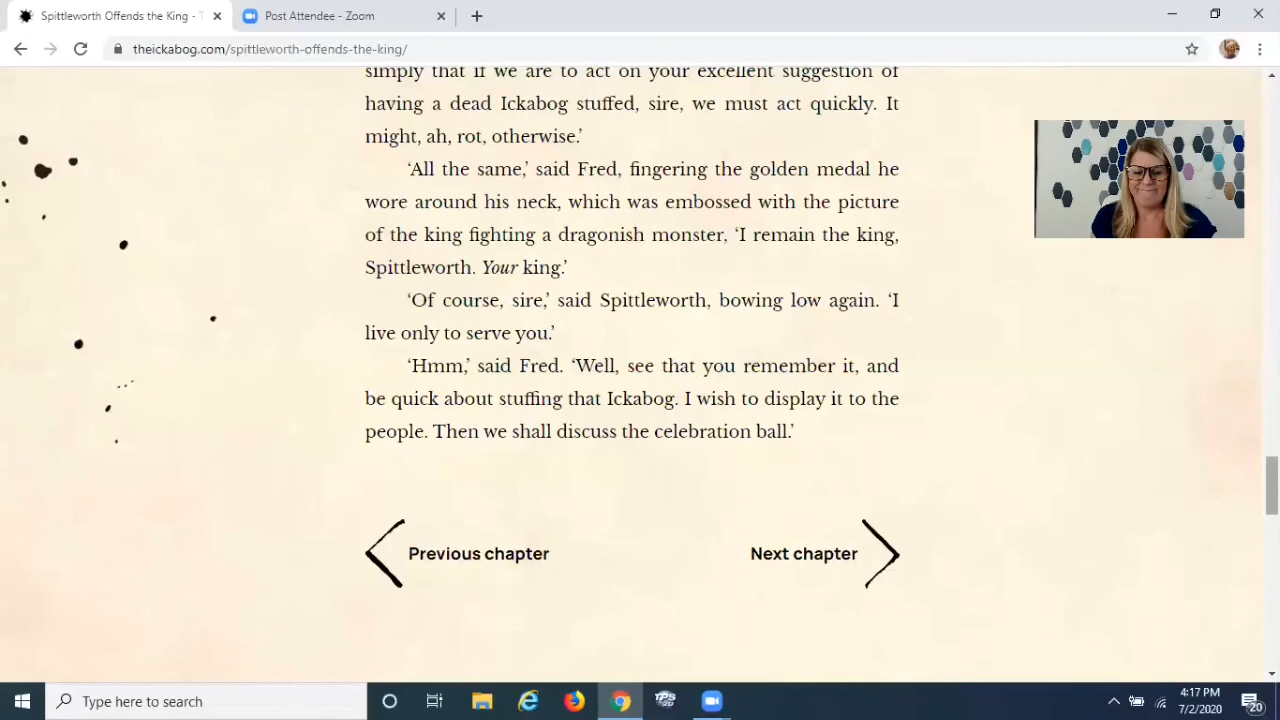 Spittleworth Offends the King - T
Post Attendee - Zoom
theickabog.com/spittleworth-offends-the-king/
simply that if we are to act on your excellent suggestion of
having a dead Ickabog stuffed, sire, we must act quickly. It
might, ah, rot, otherwise.’
‘All the same,’ said Fred, fingering the golden medal he
wore around his neck, which was embossed with the picture
of the king fighting a dragonish monster, ‘I remain the king,
Spittleworth. Your king.’
‘Of course, sire,’ said Spittleworth, bowing low again. ‘I
live only to serve you.’
‘Hmm,’ said Fred. ‘Well, see that you remember it, and
be quick about stuffing that Ickabog. I wish to display it to the
people. Then we shall discuss the celebration ball.’
Previous chapter
Next chapter
Type here to search
TPS
4:17 PM
7/2/2020
20